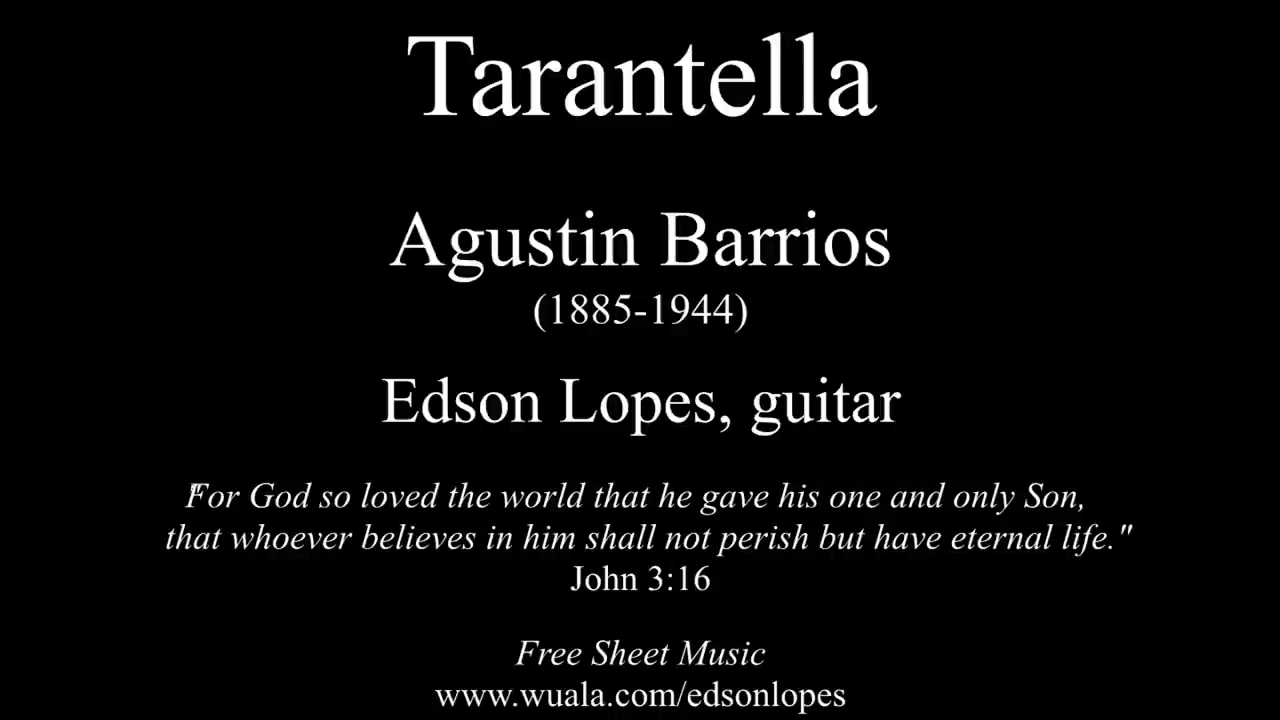 Tarantella
Agustin Barrios
(1885-1944)
Edson Lopes, guitar
"For God so loved the world that he gave his one and only Son,
that whoever believes in him shall not perish but have eternal life."
John 3:16
Free Sheet Music
www.wuala.com/edsonlopes